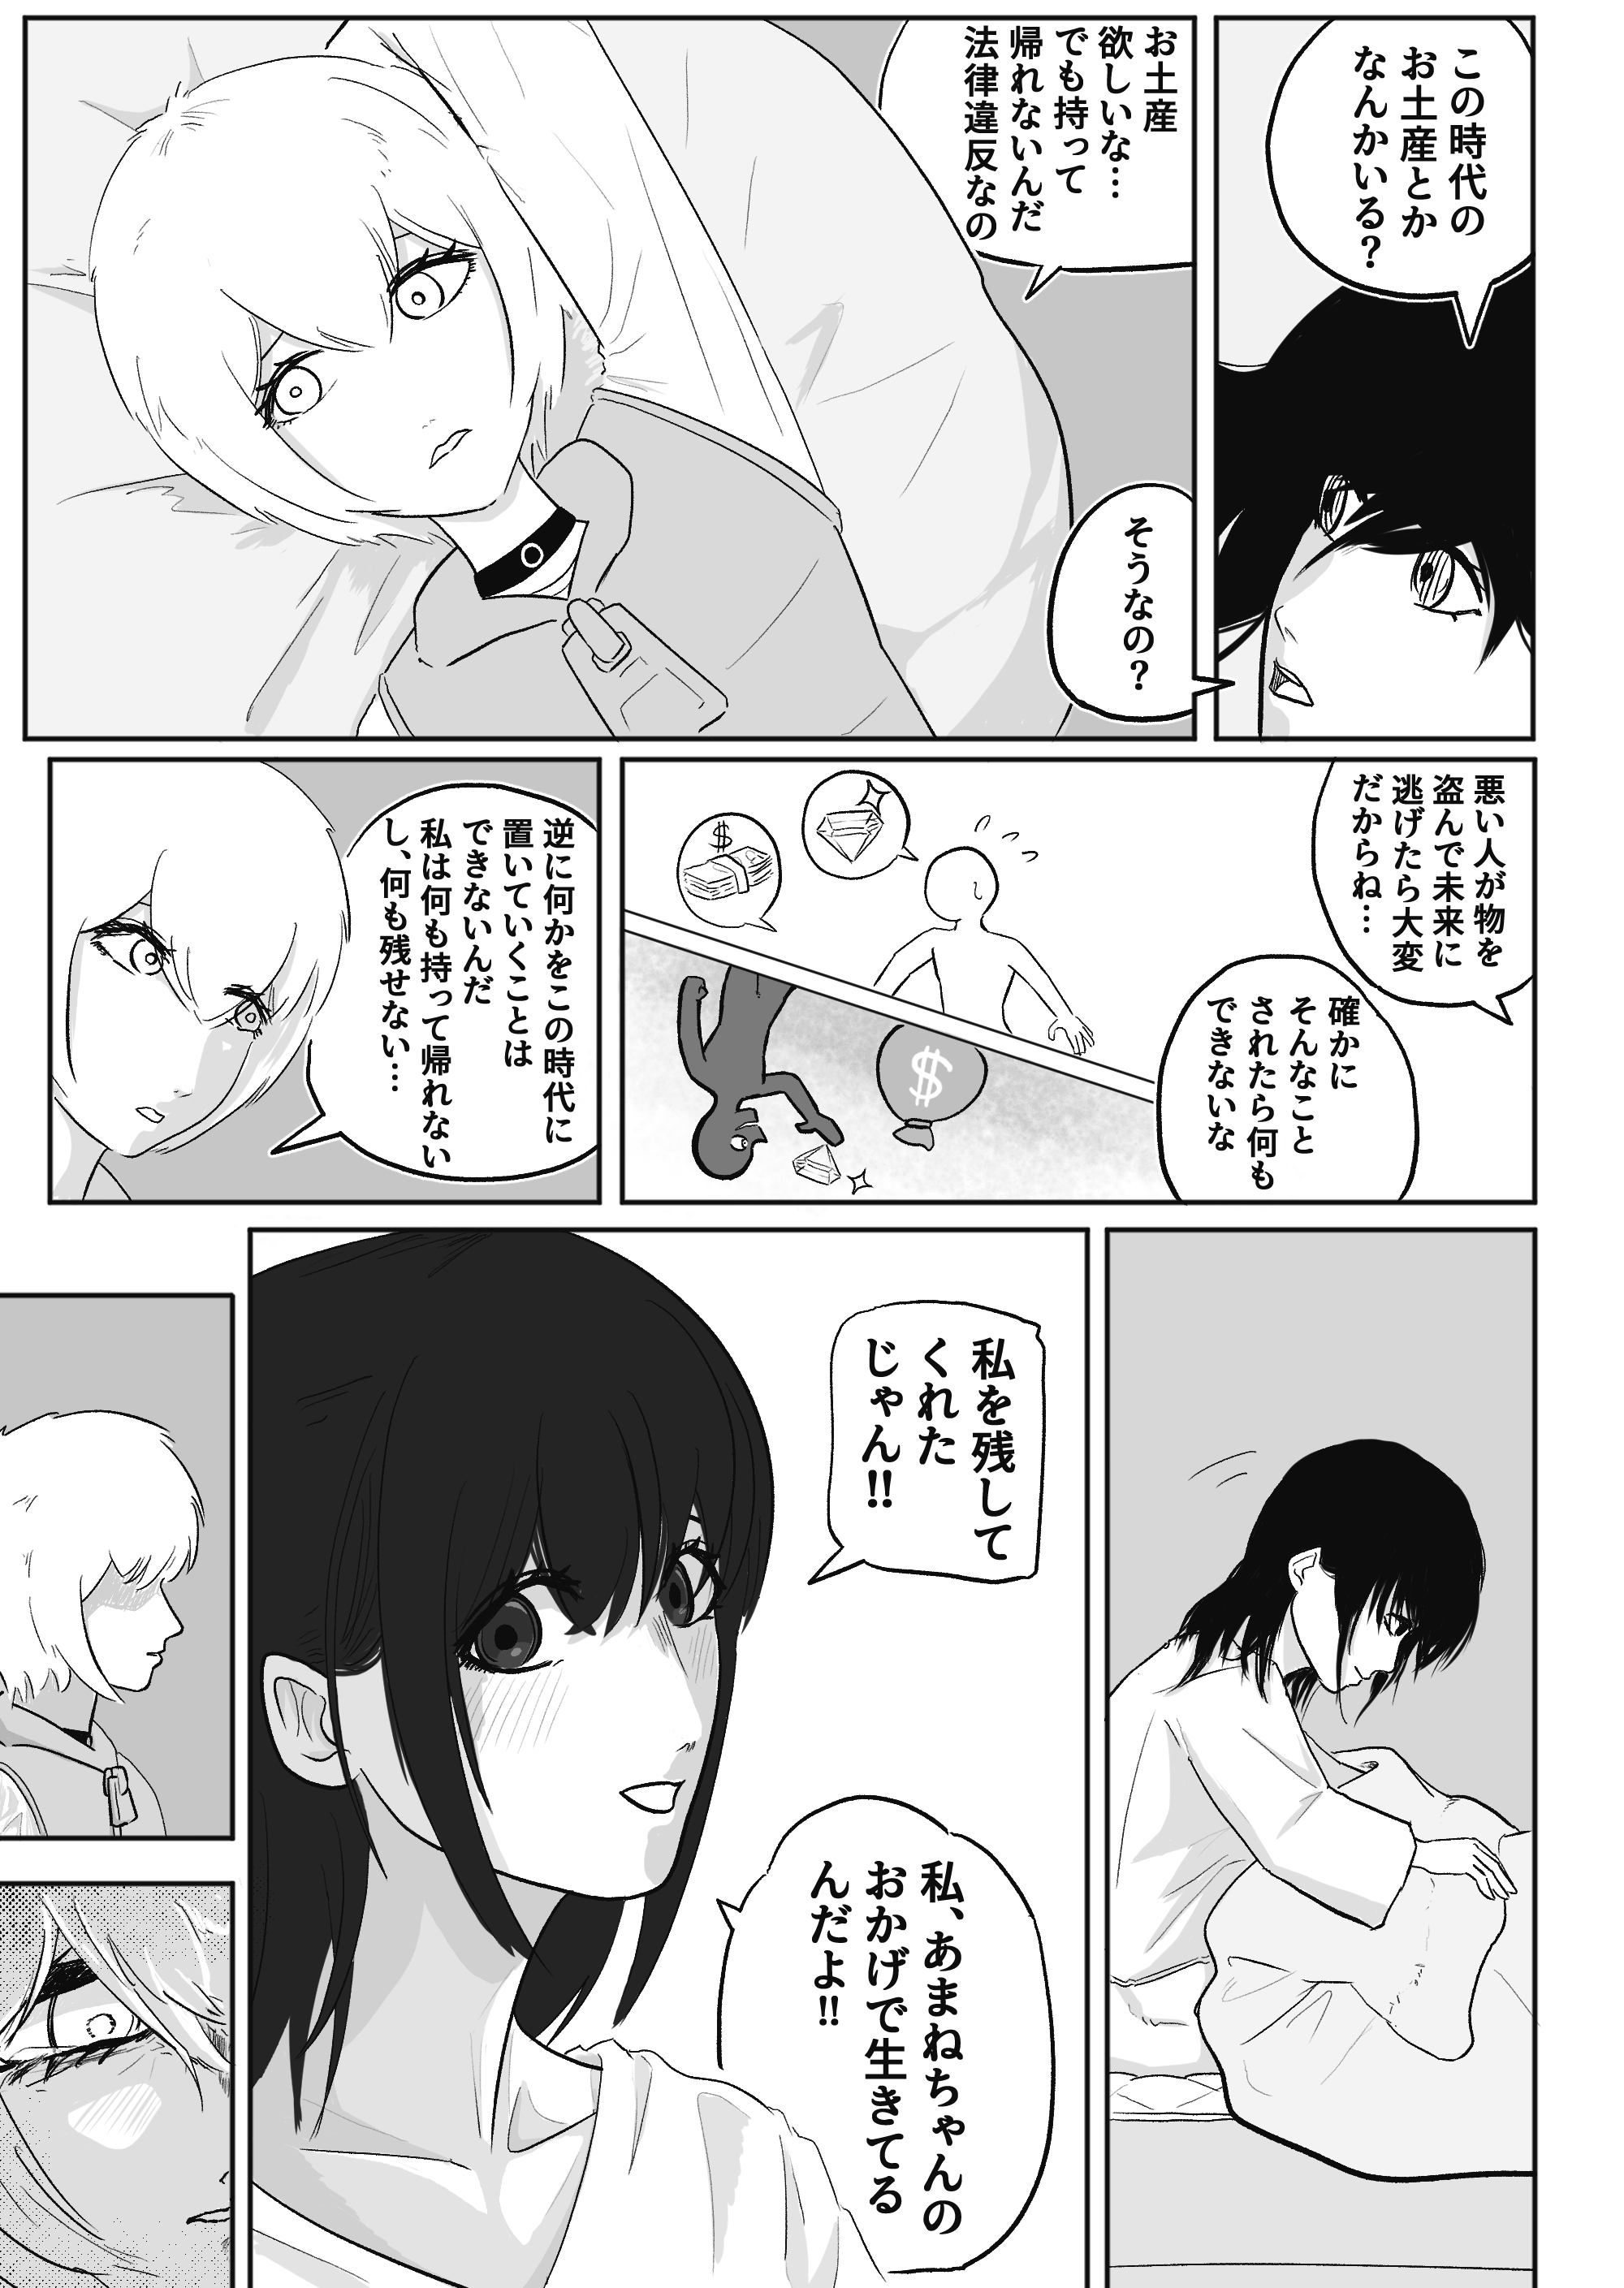 この時代の
お土産とか
なんかいる?
お土産
欲しいな…
でも持って
帰れないんだ
法律違反なの
そうなの?
悪い人が物を
盗んで未来に
逃げたら大変
だからね…
確かに
そんなこと
されたら何も
できないな
$
$
逆に何かをこの時代に
置いていくことは
できないんだ
私は何も持って帰れない
し、何も残せない…
私を残して
くれた
じゃん!!
私、あまねちゃんの
おかげで生きてる
んだよ!!